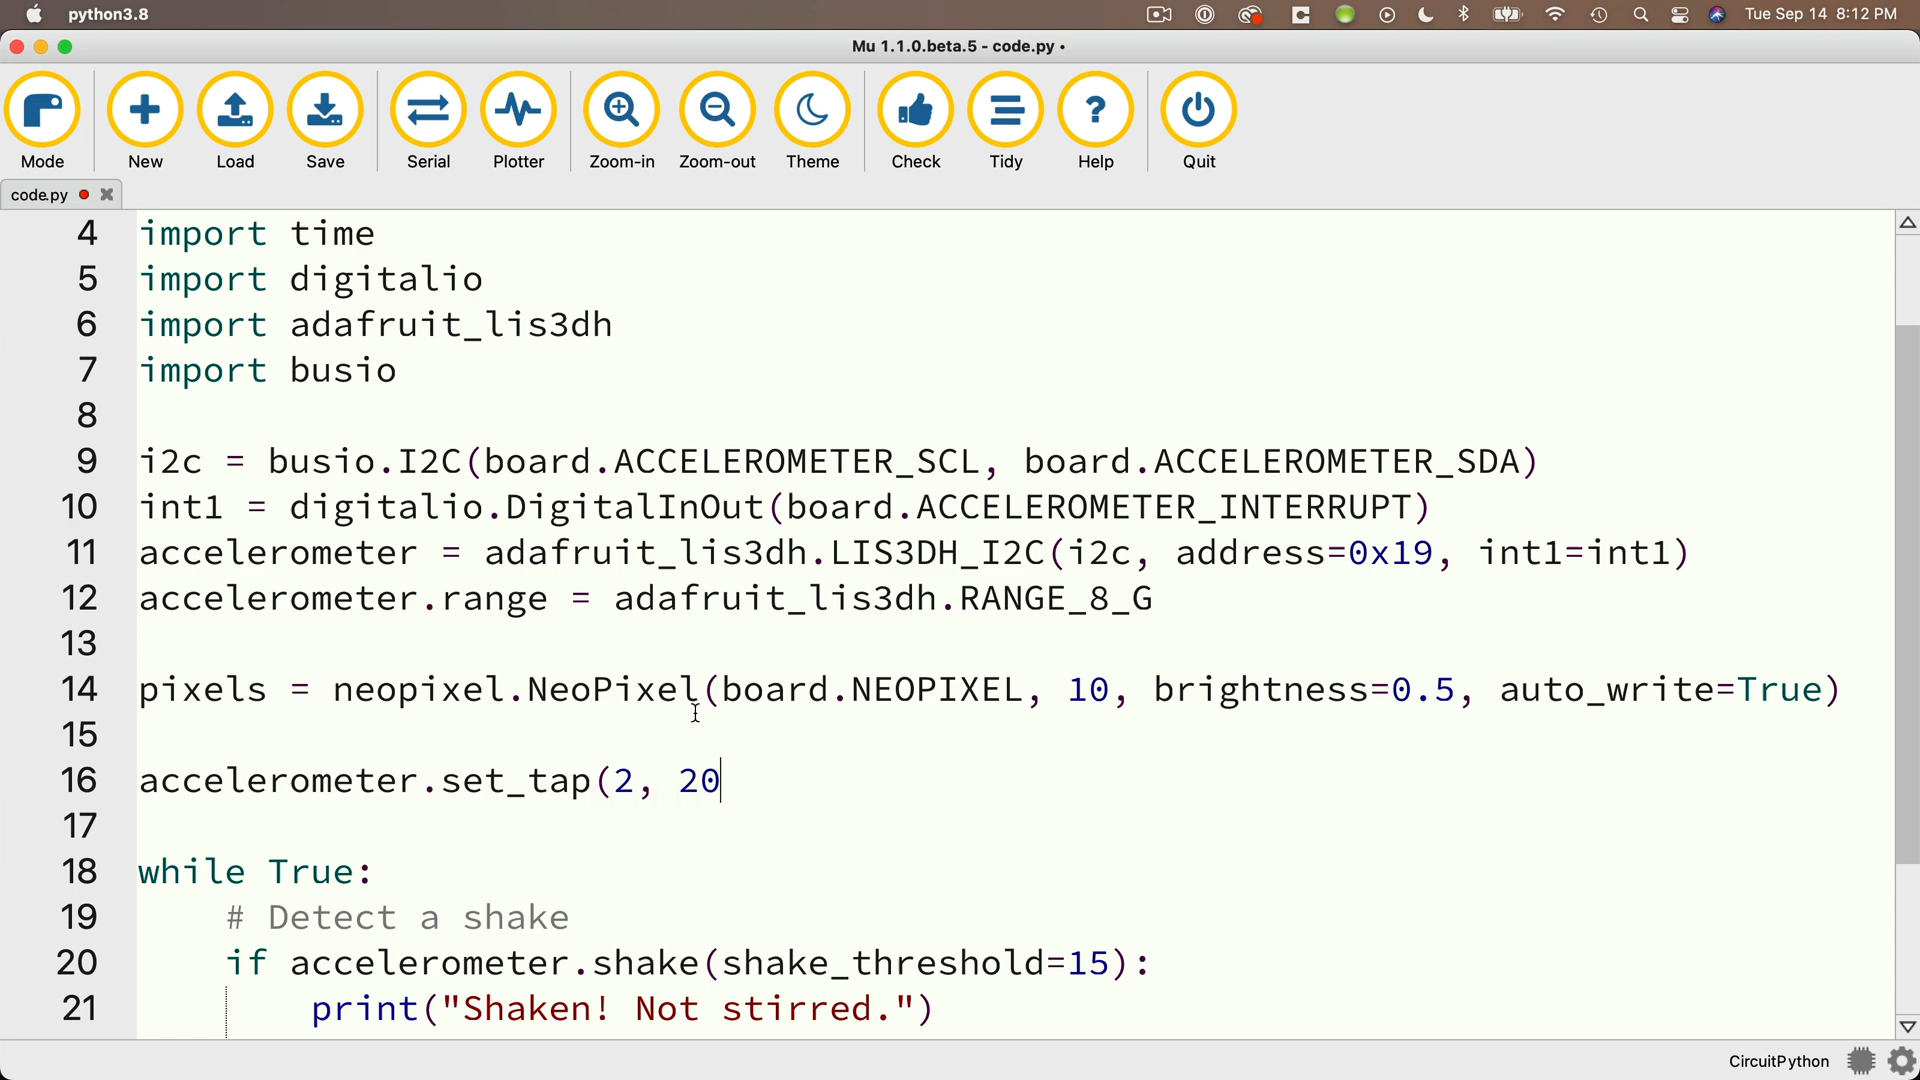 python3.8
Tue Sep 14 8:12 PM
Mu 1.1.0.beta.5 - code.py •
Mode
New
Load
Save
Serial
Plotter
Zoom-in
Zoom-out
Theme
Check
Tidy
Help
Quit
code.py
4 import time
5 import digitalio
6 import adafruit_lis3dh
7 import busio
8
9 i2c = busio.I2C(board.ACCELEROMETER_SCL, board.ACCELEROMETER_SDA)
10 int1 = digitalio.DigitalInOut(board.ACCELEROMETER_INTERRUPT)
11 accelerometer = adafruit_lis3dh.LIS3DH_I2C(i2c, address=0x19, int1=int1)
12 accelerometer.range = adafruit_lis3dh.RANGE_8_G
13
14 pixels = neopixel.NeoPixel(board.NEOPIXEL, 10, brightness=0.5, auto_write=True)
15
16 accelerometer.set_tap(2, 20
17
18 while True:
19 # Detect a shake
20 if accelerometer.shake(shake_threshold=15):
21 print("Shaken! Not stirred.")
CircuitPython